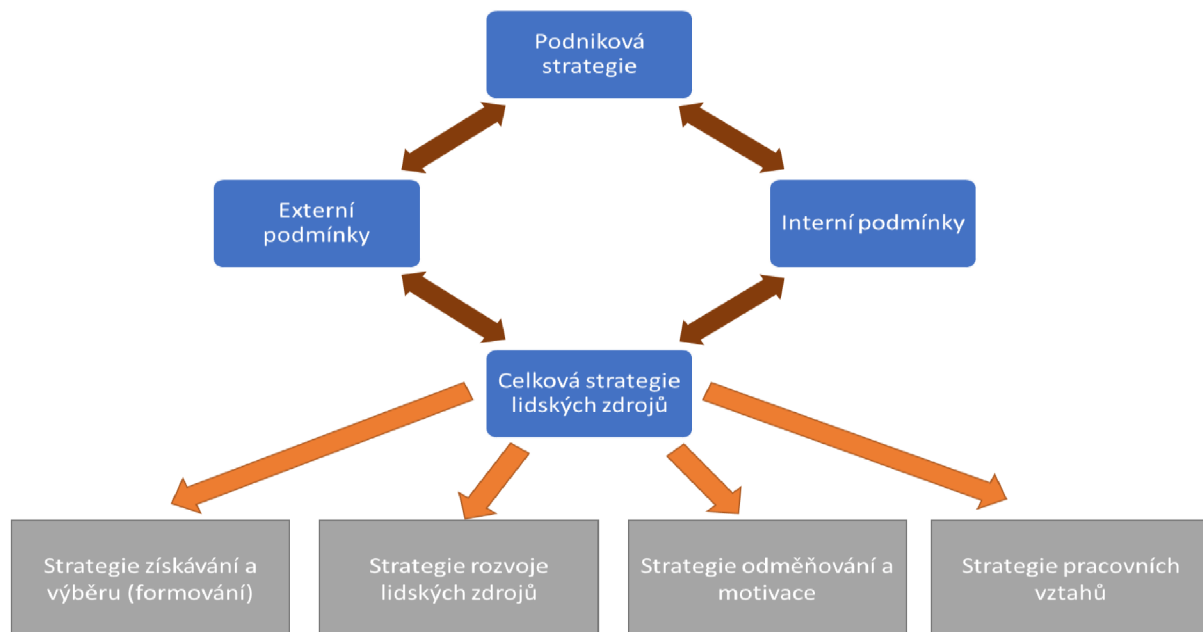 Podniková
strategie
Externí
podmínky
Interní podmínky
Celková strategie
lidských zdrojů
Strategie získávání a
výběru (formování)
Strategie rozvoje
lidských zdrojů
Strategie odměňování a
motivace
Strategie pracovních
vztahů